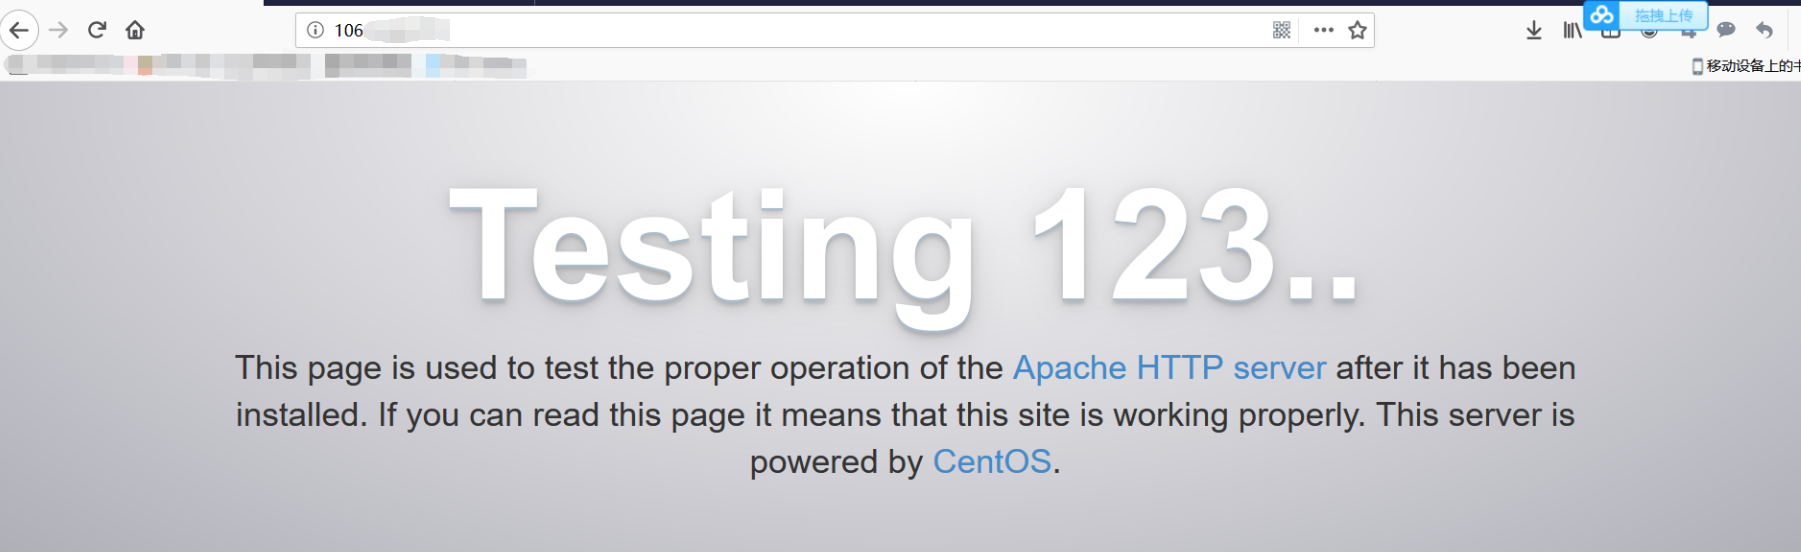 拖拽上传
106
移动设备上的书
Testing 123..
This page is used to test the proper operation of the Apache HTTP server after it has been
installed. If you can read this page it means that this site is working properly. This server is
powered by CentOS.